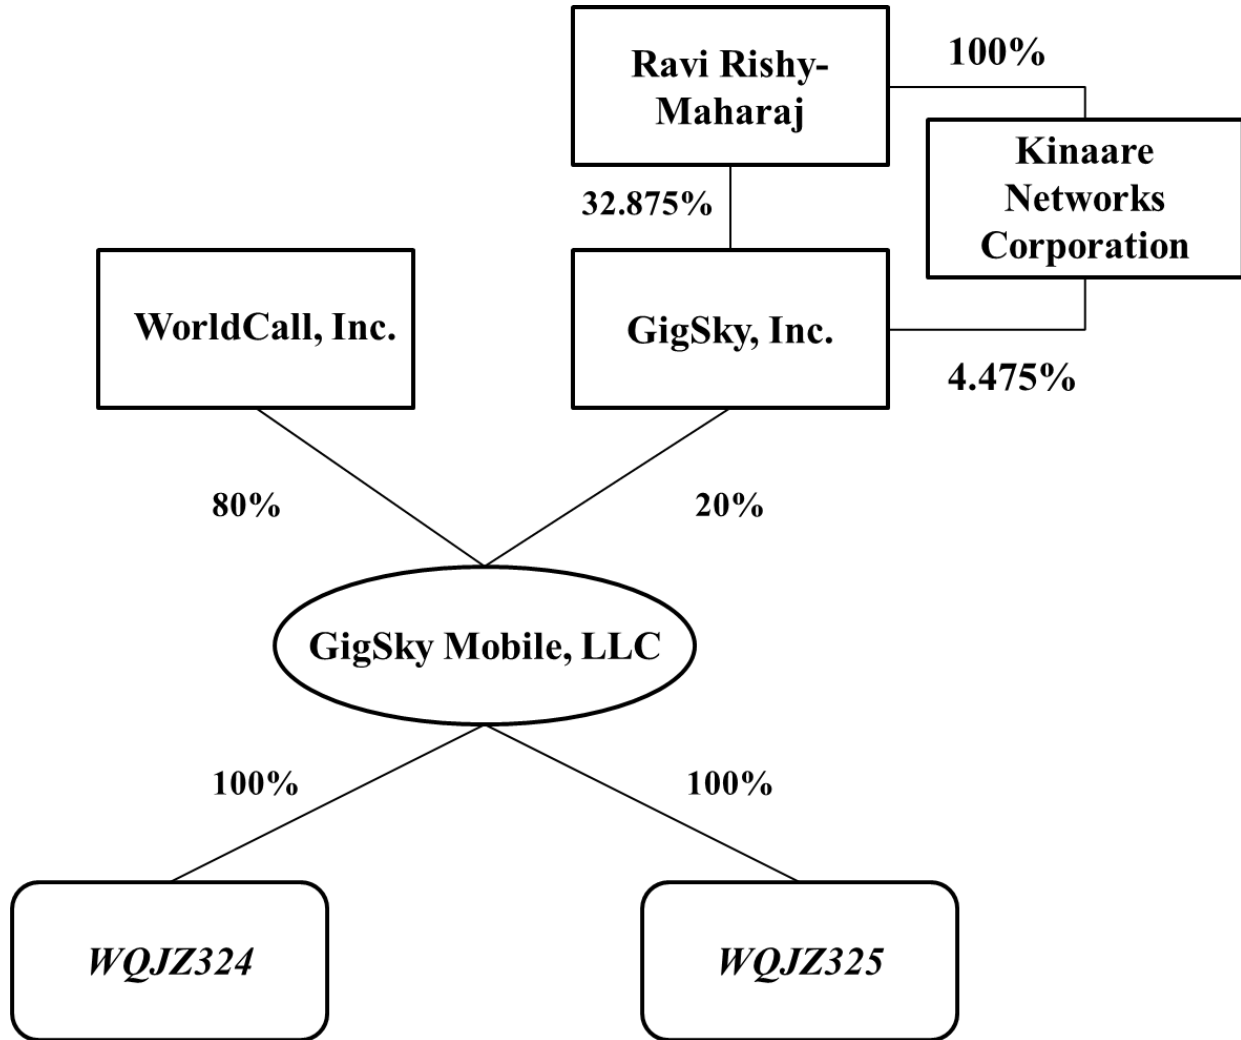 Ravi Rishy-
Maharaj
100%
Kinaare
Networks
Corporation
32.875%
WorldCall, Inc.
GigSky, Inc.
4.475%
80%
20%
GigSky Mobile, LLC
100%
100%
WQJZ324
WQJZ325